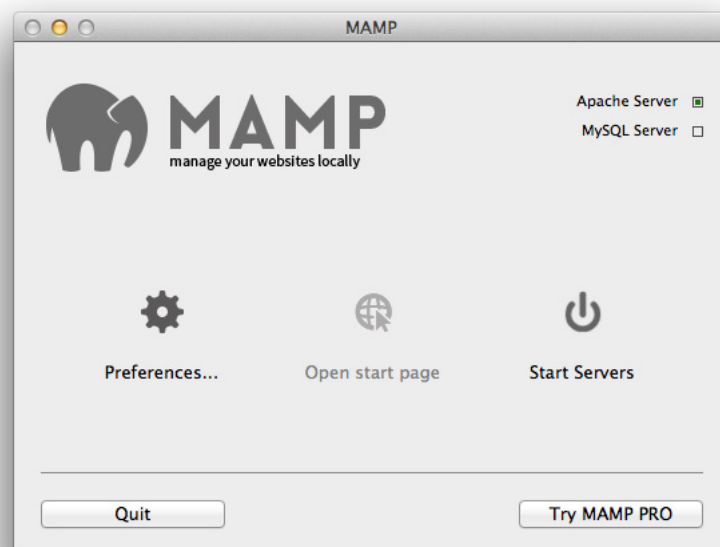 MAMP
MAMP
manage your websites locally
Apache Server
MySQL Server
Preferences...
Open start page
Start Servers
Quit
Try MAMP PRO